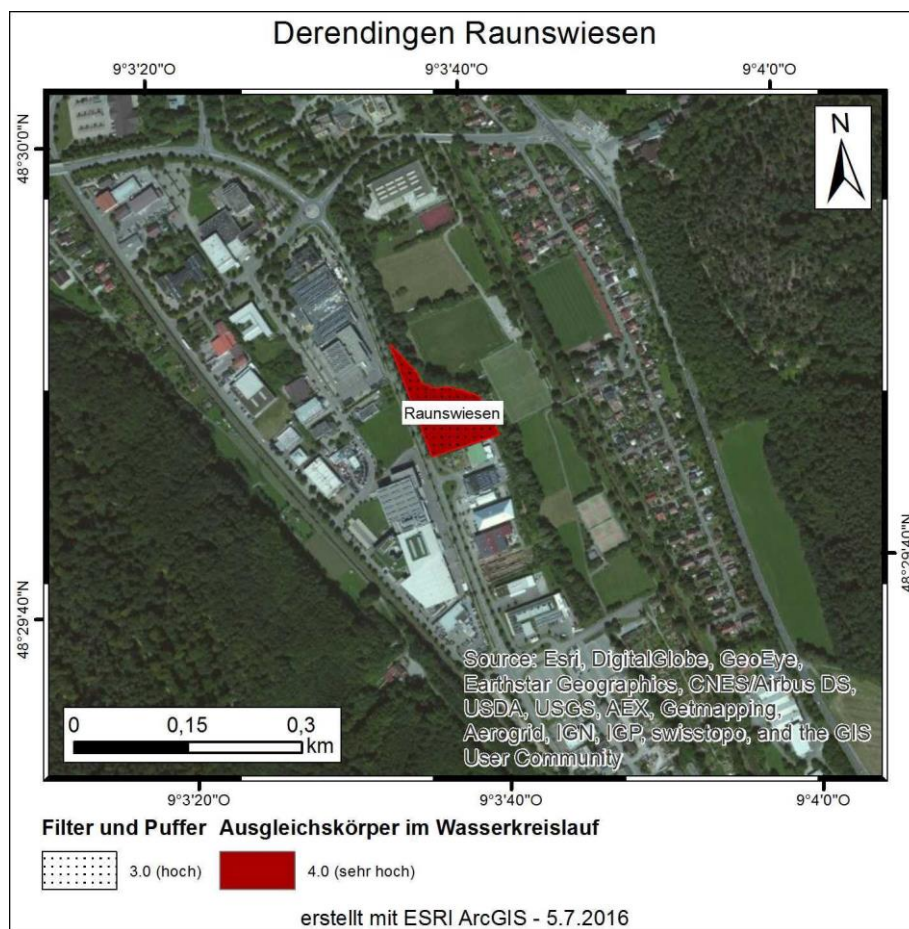 Derendingen Raunswiesen
9°3'20"O 9°3'40"O 9°4'0"O
48°30'0"N
N
Raunswiesen
48°29'40"N
48°29'40"N
Source: Esri, DigitalGlobe, GeoEye,
Earthstar Geographics, CNES/Airbus DS,
USDA, USGS, AEX, Getmapping,
Aerogrid, IGN, IGP, swisstopo, and the GIS
User Community
0 0,15 0,3
km
9°3'20"O 9°3'40"O 9°4'0"O
Filter und Puffer Ausgleichskörper im Wasserkreislauf
3.0 (hoch) 4.0 (sehr hoch)
erstellt mit ESRI ArcGIS - 5.7.2016